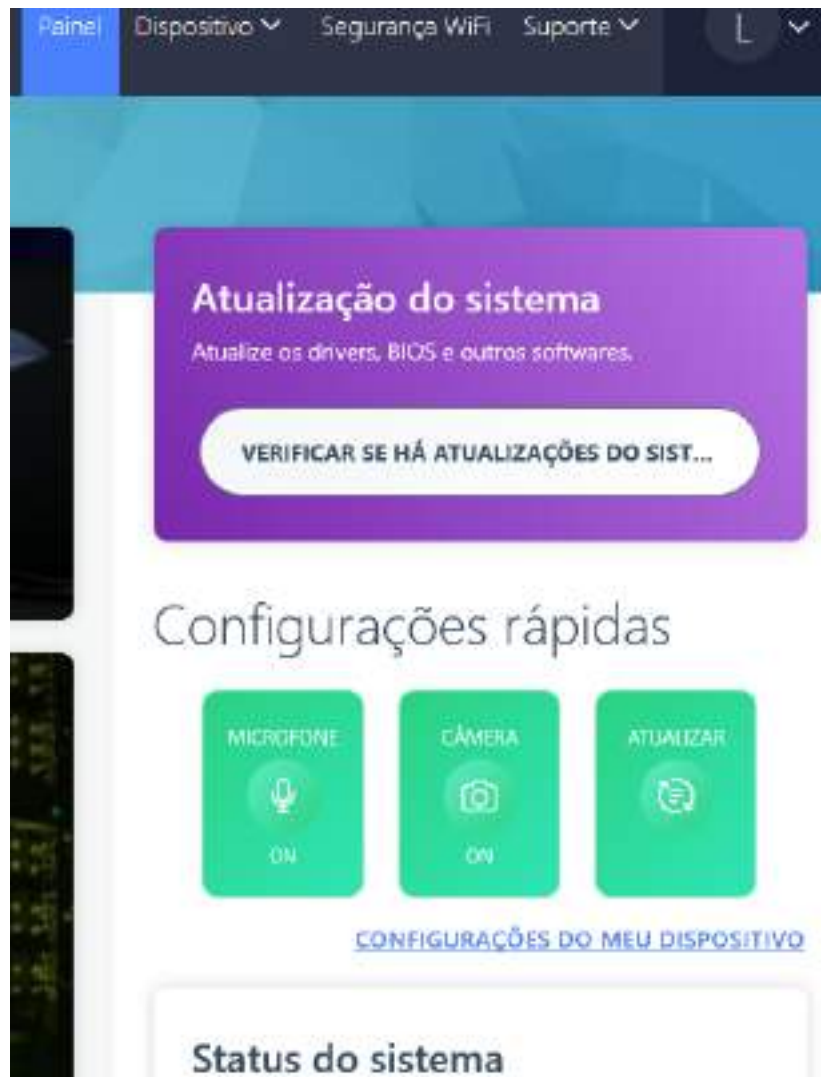 Painel Dispositivo Segurança WiFi Suporte L
Atualização do sistema
Atualize os drivers, BIOS e outros softwares.
VERIFICAR SE HÁ ATUALIZAÇÕES DO SIST...
Configurações rápidas
MICROFONE CÂMERA ATUALIZAR
ON ON
CONFIGURAÇÕES DO MEU DISPOSITIVO
Status do sistema